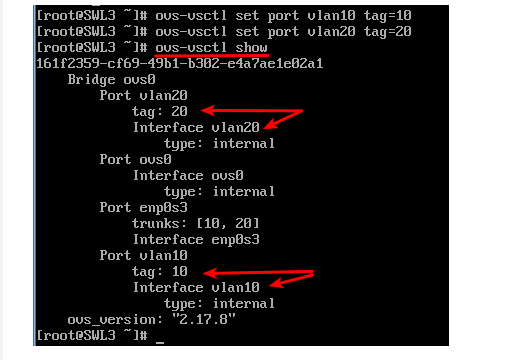 [root@SWL3 ~]# ovs-vsctl set port vlan10 tag=10
[root@SWL3 ~]# ovs-vsctl set port vlan20 tag=20
[root@SWL3 ~]# ovs-vsctl show
161f2359-cf69-49b1-b302-e4a7ae1e02a1
    Bridge ovs0
        Port vlan20
            tag: 20
            Interface vlan20
                type: internal
        Port ovs0
            Interface ovs0
                type: internal
        Port enp0s3
            trunks: [10, 20]
            Interface enp0s3
        Port vlan10
            tag: 10
            Interface vlan10
                type: internal
    ovs_version: "2.17.8"
[root@SWL3 ~]# _